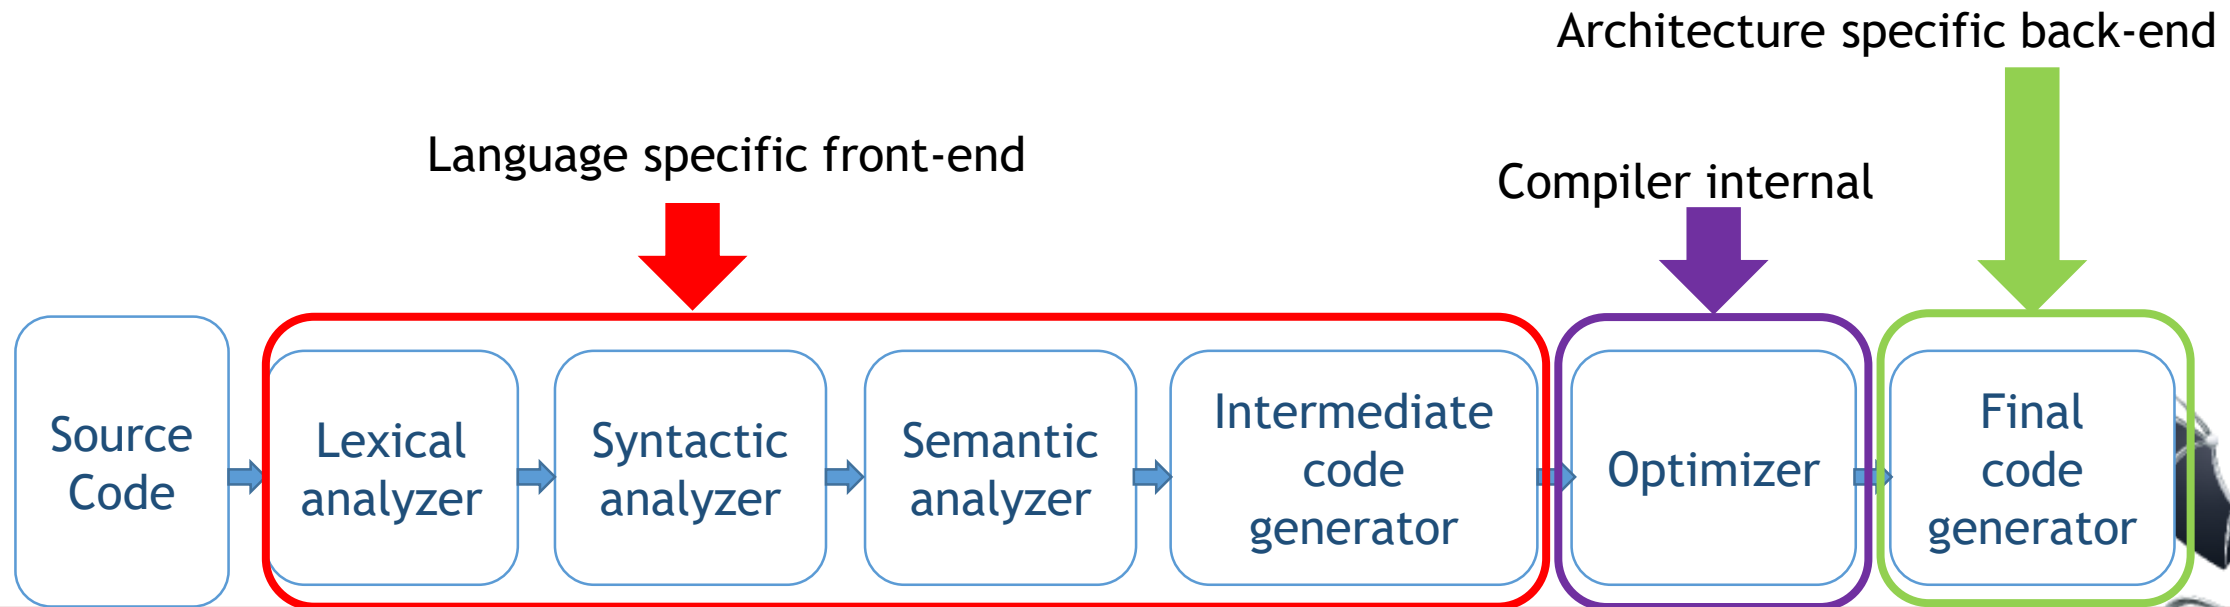 Architecture specific back-end
Language specific front-end
Compiler internal
Source
Code
Lexical
analyzer
Syntactic
analyzer
Semantic
analyzer
Intermediate
code
generator
Optimizer
Final
code
generator